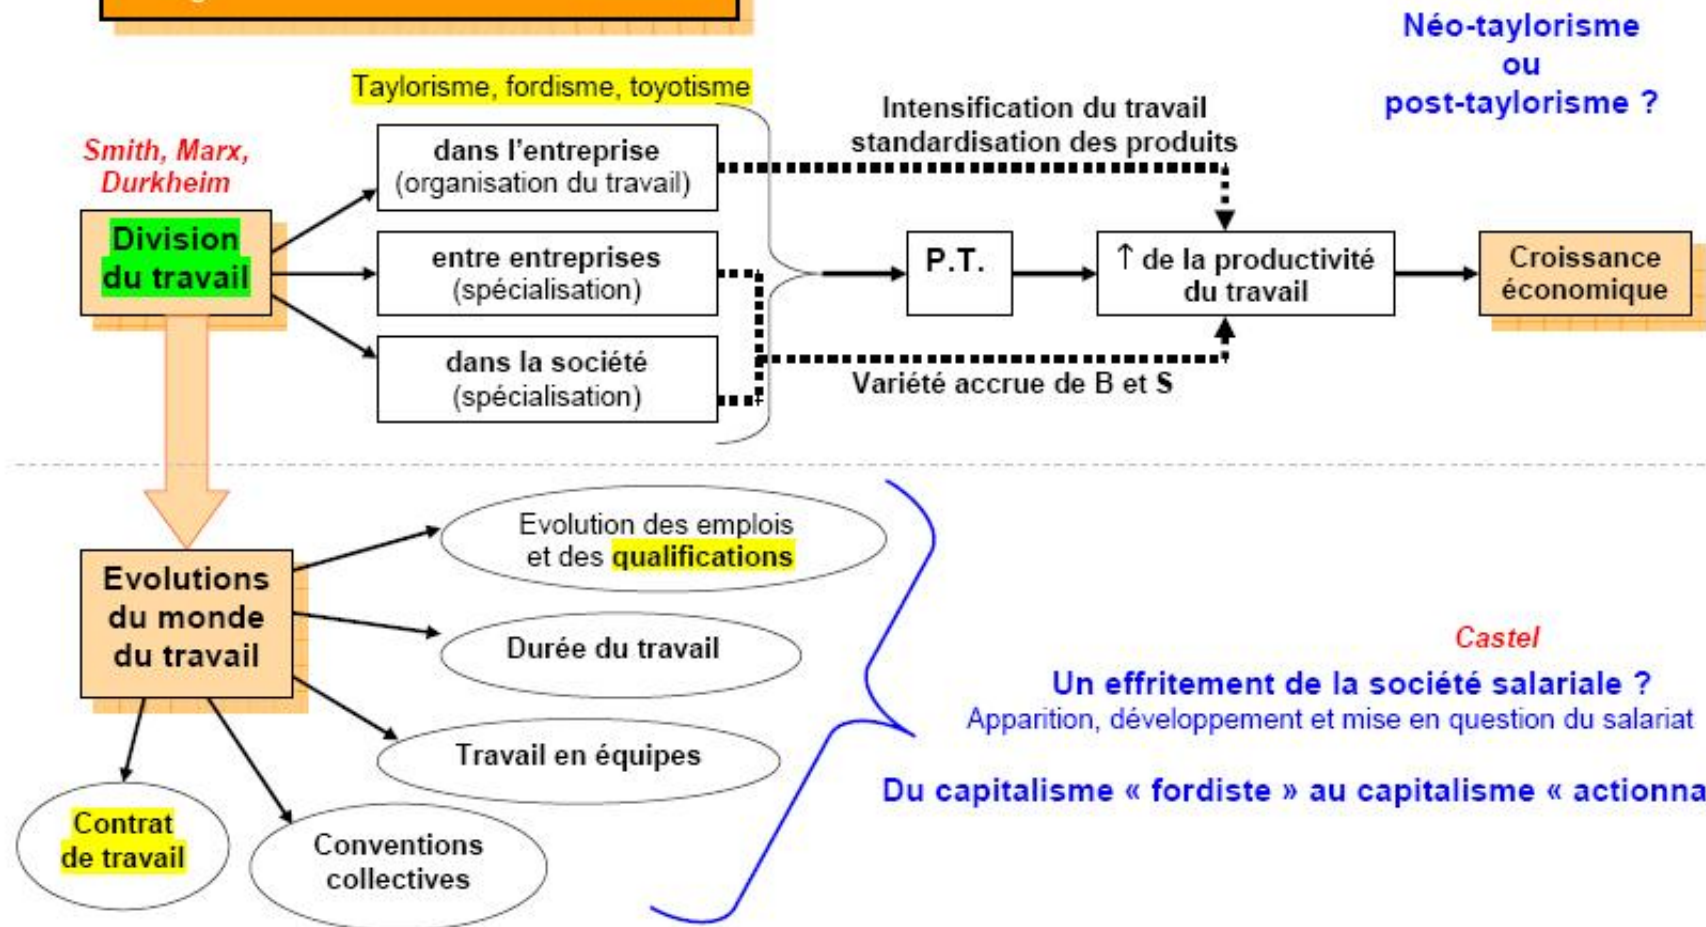 Néo-taylorisme
ou
post-taylorisme ?
Taylorisme, fordisme, toyotisme
Intensification du travail
standardisation des produits
Smith, Marx,
Durkheim
dans l'entreprise
(organisation du travail)
Division
du travail
entre entreprises
(spécialisation)
P.T.
↑ de la productivité
du travail
Croissance
économique
dans la société
(spécialisation)
Variété accrue de B et S
Evolution des emplois
et des qualifications
Evolutions
du monde
du travail
Durée du travail
Castel
Un effritement de la société salariale ?
Apparition, développement et mise en question du salariat
Travail en équipes
Du capitalisme « fordiste » au capitalisme « actionna
Contrat
de travail
Conventions
collectives